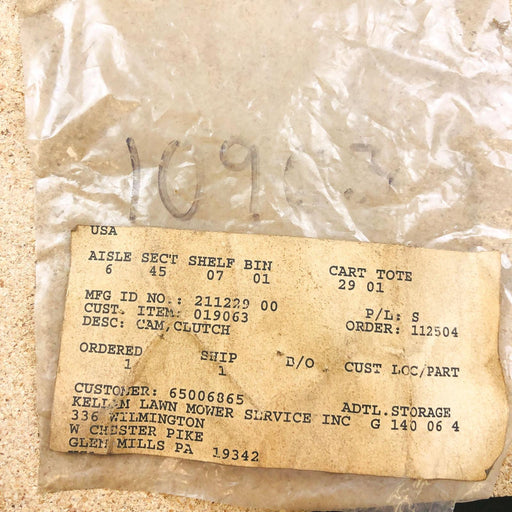 USA
AISLE SECT SHELF BIN CART TOTE
6 45 07 01 29 01
MFG ID NO.: 211229 00 P/L: S
CUST. ITEM: 019063 ORDER: 112504
DESC: CAM,CLUTCH
ORDERED SHIP B/O CUST LOC/PART
1 1
CUSTOMER: 65006865 ADTL.STORAGE
KELLAM LAWN MOWER SERVICE INC G 140 06 4
336 WILMINGTON
W CHESTER PIKE
GLEN MILLS PA 19342